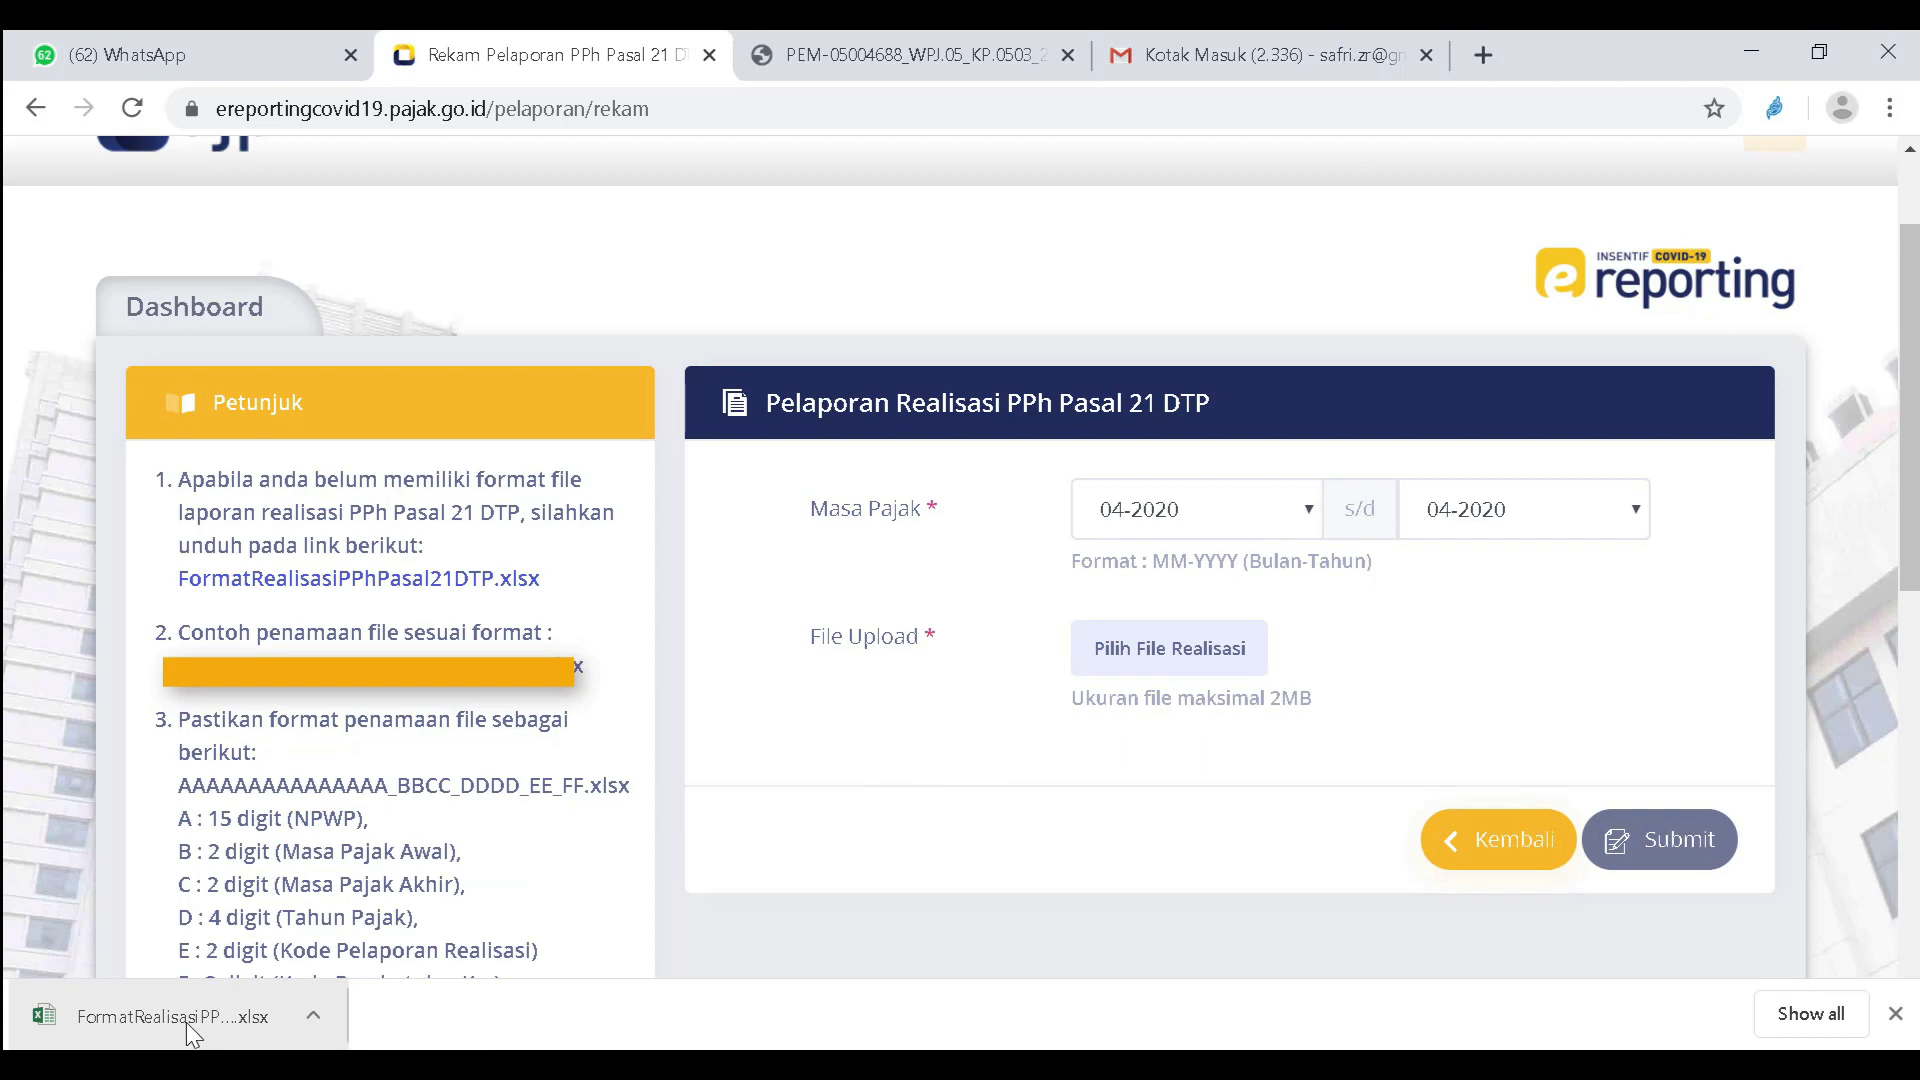 62
(62) WhatsApp
Rekam Pelaporan PPh Pasal 21 D
PEM-05004688_WPJ.05_KP.0503_2
Kotak Masuk (2.336) - safri.zr@gm
ereportingcovid19.pajak.go.id/pelaporan/rekam
INSENTIF COVID-19
e reporting
Dashboard
Petunjuk
1. Apabila anda belum memiliki format file
laporan realisasi PPh Pasal 21 DTP, silahkan
unduh pada link berikut:
FormatRealisasiPPhPasal21DTP.xlsx
2. Contoh penamaan file sesuai format :
x
3. Pastikan format penamaan file sebagai
berikut:
AAAAAAAAAAAAAAA_BBCC_DDDD_EE_FF.xlsx
A : 15 digit (NPWP),
B : 2 digit (Masa Pajak Awal),
C : 2 digit (Masa Pajak Akhir),
D : 4 digit (Tahun Pajak),
E : 2 digit (Kode Pelaporan Realisasi)
Pelaporan Realisasi PPh Pasal 21 DTP
Masa Pajak *
04-2020
s/d
04-2020
Format : MM-YYYY (Bulan-Tahun)
File Upload *
Pilih File Realisasi
Ukuran file maksimal 2MB
Kembali
Submit
FormatRealisasiPP....xlsx
Show all